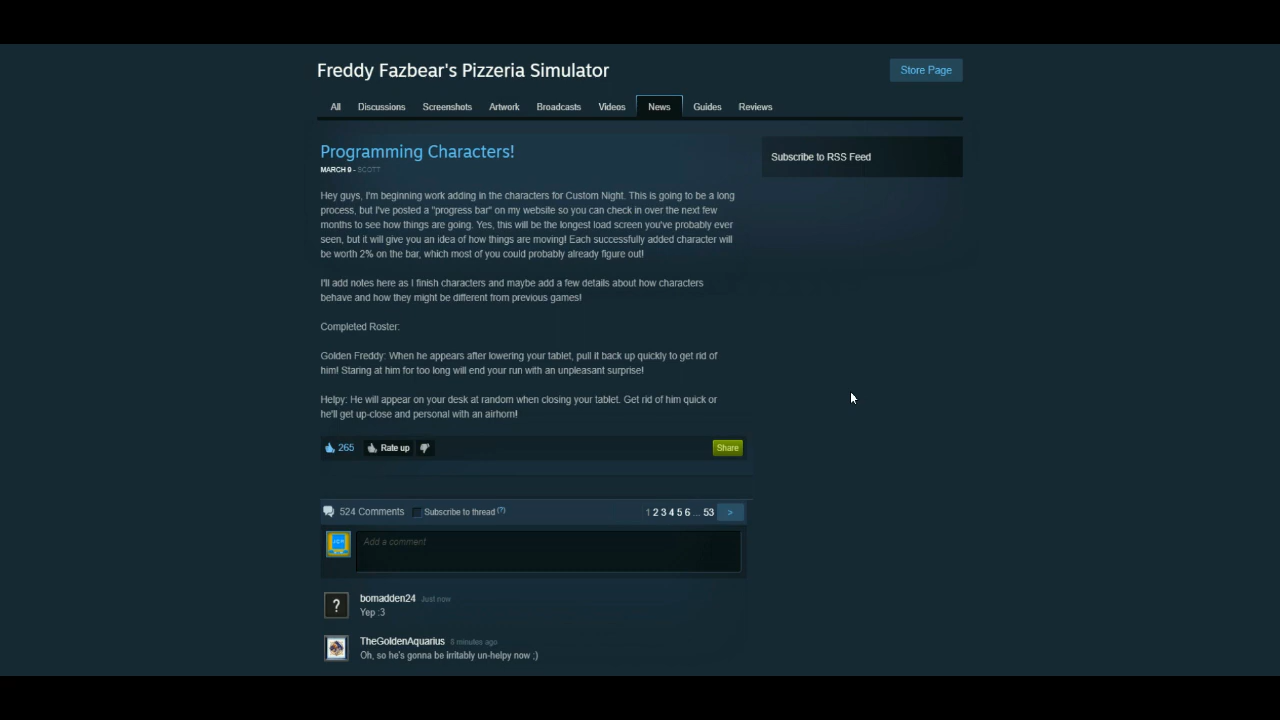 Freddy Fazbear's Pizzeria Simulator
Store Page
All Discussions Screenshots Artwork Broadcasts Videos News Guides Reviews
Programming Characters!
MARCH 9 - SCOTT
Subscribe to RSS Feed
Hey guys, I'm beginning work adding in the characters for Custom Night. This is going to be a long
process, but I've posted a "progress bar" on my website so you can check in over the next few
months to see how things are going. Yes, this will be the longest load screen you've probably ever
seen, but it will give you an idea of how things are moving! Each successfully added character will
be worth 2% on the bar, which most of you could probably already figure out!
I'll add notes here as I finish characters and maybe add a few details about how characters
behave and how they might be different from previous games!
Completed Roster:
Golden Freddy: When he appears after lowering your tablet, pull it back up quickly to get rid of
him! Staring at him for too long will end your run with an unpleasant surprise!
Helpy: He will appear on your desk at random when closing your tablet. Get rid of him quick or
he'll get up-close and personal with an airhorn!
265 Rate up Share
524 Comments Subscribe to thread (?) 1 2 3 4 5 6 ... 53 >
Add a comment
bomadden24 Just now
Yep :3
TheGoldenAquarius 8 minutes ago
Oh, so he's gonna be irritably un-helpy now ;)